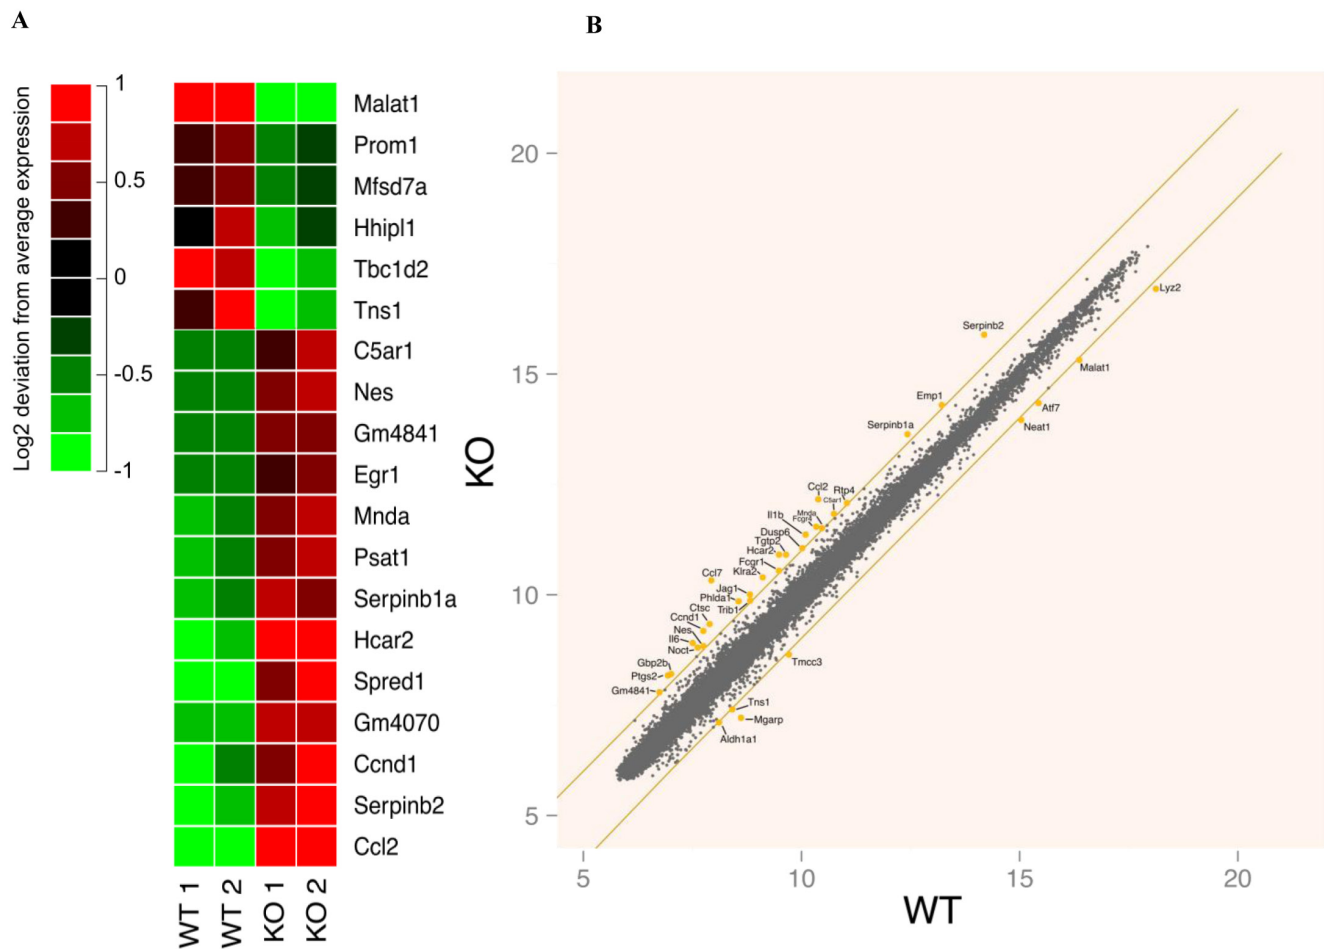 A
B
Log2 deviation from average expression
1
0.5
0
-0.5
-1
Malat1
Prom1
Mfsd7a
Hhipl1
Tbc1d2
Tns1
C5ar1
Nes
Gm4841
Egr1
Mnda
Psat1
Serpinb1a
Hcar2
Spred1
Gm4070
Ccnd1
Serpinb2
Ccl2
WT 1
WT 2
KO 1
KO 2
KO
20
15
10
5
Lyz2
Serpinb2
Malat1
Emp1
Atf7
Serpinb1a
Neat1
Ccl2
Rtp4
C5ar1
Mnda
Fcgr4
Il1b
Dusp6
Tgtp2
Hcar2
Fcgr1
Klra2
Ccl7
Jag1
Phlda1
Trib1
Ctsc
Ccnd1
Nes
Il6
Noct
Gbp2b
Ptgs2
Gm4841
Tmcc3
Tns1
Mgarp
Aldh1a1
5
10
15
20
WT